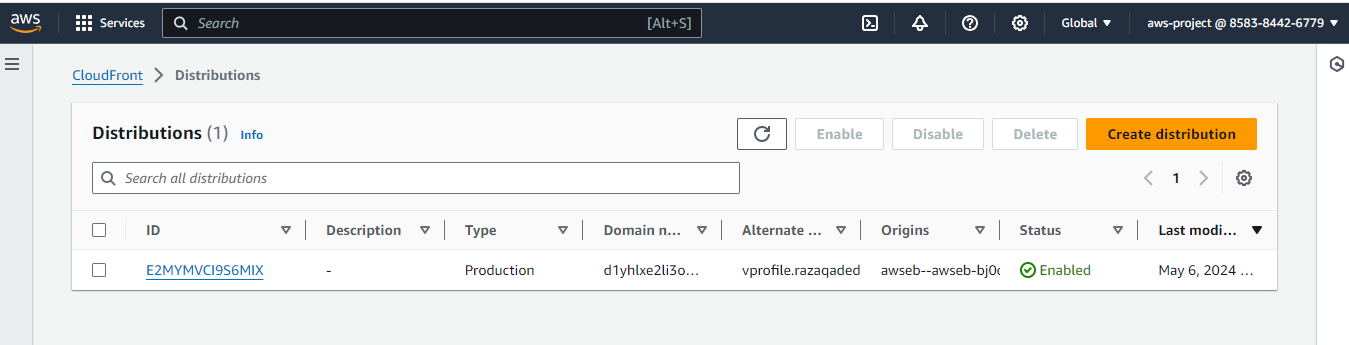 aws Services Search [Alt+S] Global aws-project @ 8583-8442-6779
CloudFront Distributions
Distributions (1) Info Enable Disable Delete Create distribution
Search all distributions 1
ID Description Type Domain n... Alternate ... Origins Status Last modi...
E2MYMVCI9S6MIX - Production d1yhlxe2li3o... vprofile.razaqaded awseb--awseb-bj0c Enabled May 6, 2024 ...